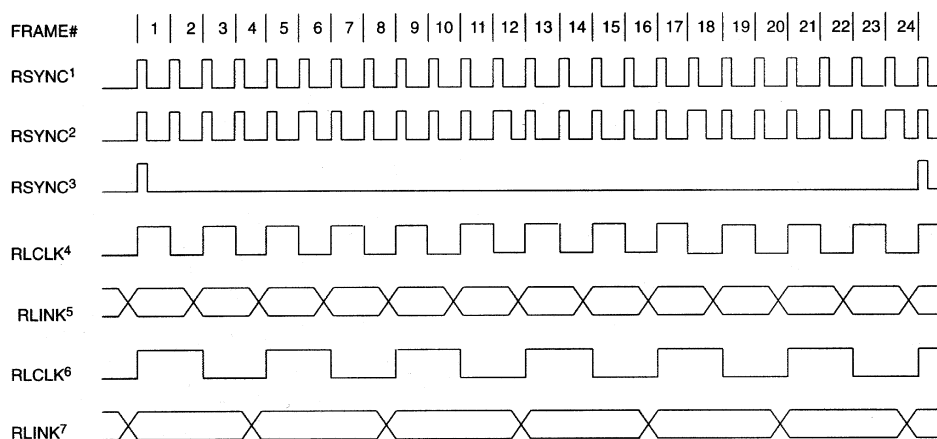 FRAME# 1 2 3 4 5 6 7 8 9 10 11 12 13 14 15 16 17 18 19 20 21 22 23 24
RSYNC1
RSYNC2
RSYNC3
RLCLK4
RLINK5
RLCLK6
RLINK7